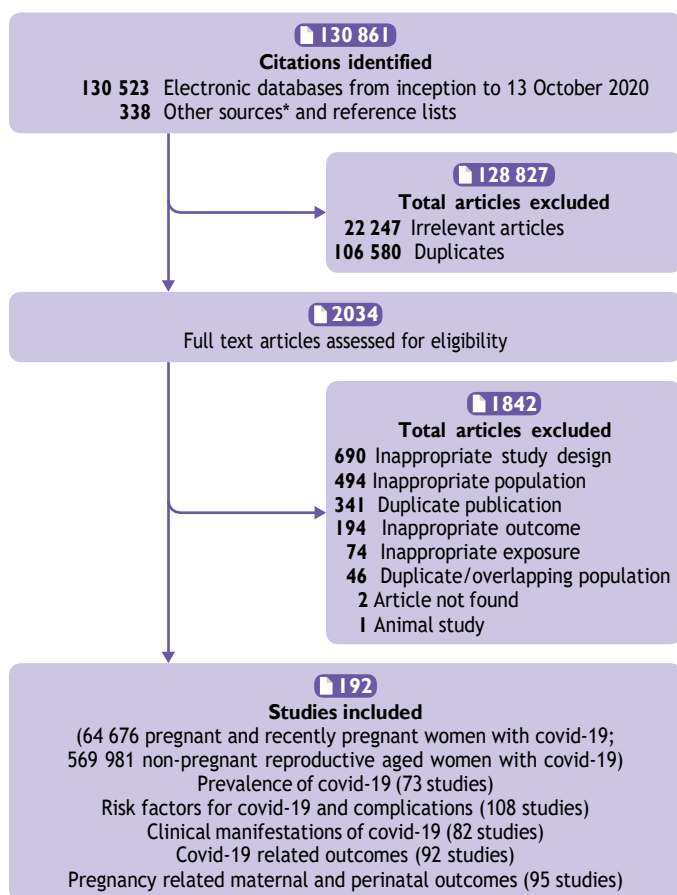 130 861
Citations identified
130 523 Electronic databases from inception to 13 October 2020
338 Other sources* and reference lists
128 827
Total articles excluded
22 247 Irrelevant articles
106 580 Duplicates
2034
Full text articles assessed for eligibility
1842
Total articles excluded
690 Inappropriate study design
494 Inappropriate population
341 Duplicate publication
194 Inappropriate outcome
74 Inappropriate exposure
46 Duplicate/overlapping population
2 Article not found
1 Animal study
192
Studies included
(64 676 pregnant and recently pregnant women with covid-19;
569 981 non-pregnant reproductive aged women with covid-19)
Prevalence of covid-19 (73 studies)
Risk factors for covid-19 and complications (108 studies)
Clinical manifestations of covid-19 (82 studies)
Covid-19 related outcomes (92 studies)
Pregnancy related maternal and perinatal outcomes (95 studies)